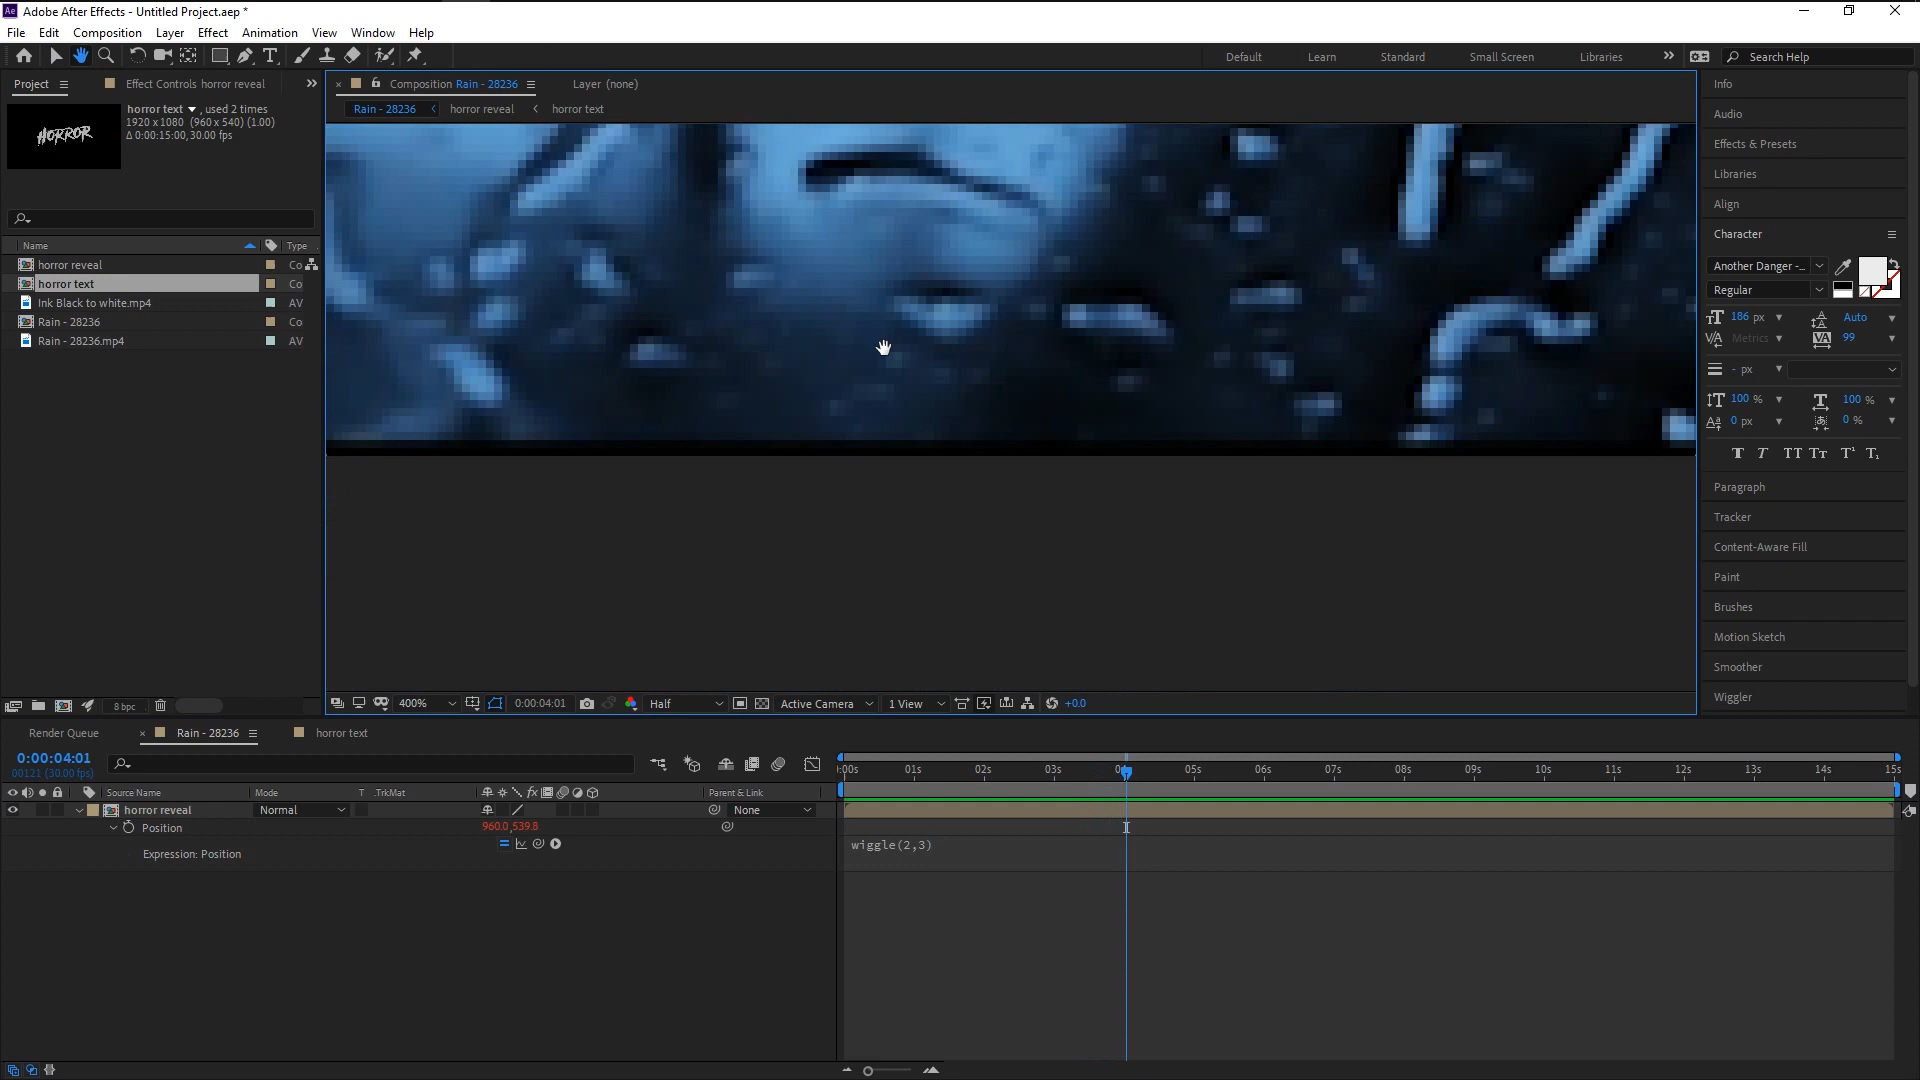 Adobe After Effects - Untitled Project.aep *
File Edit Composition Layer Effect Animation View Window Help
Default Learn Standard Small Screen Libraries Search Help
Project Effect Controls horror reveal
horror text , used 2 times
1920 x 1080 (960 x 540) (1.00)
Δ 0:00:15:00, 30.00 fps
HORROR
Name Type
horror reveal Co
horror text Co
Ink Black to white.mp4 AV
Rain - 28236 Co
Rain - 28236.mp4 AV
8 bpc
Composition Rain - 28236 Layer (none)
Rain - 28236 horror reveal horror text
400% 0:00:04:01 Half Active Camera 1 View +0.0
Info
Audio
Effects & Presets
Libraries
Align
Character
Another Danger -...
Regular
186 px Auto
Metrics 99
- px
100 % 100 %
0 px 0 %
T T TT Tт T¹ T₁
Paragraph
Tracker
Content-Aware Fill
Paint
Brushes
Motion Sketch
Smoother
Wiggler
Render Queue Rain - 28236 horror text
0:00:04:01
00121 (30.00 fps)
Source Name Mode T .TrkMat fx Parent & Link
:00s 01s 02s 03s 05s 06s 07s 08s 09s 10s 11s 12s 13s 14s 15s
horror reveal Normal None
Position 960.0,539.8
Expression: Position wiggle(2,3)